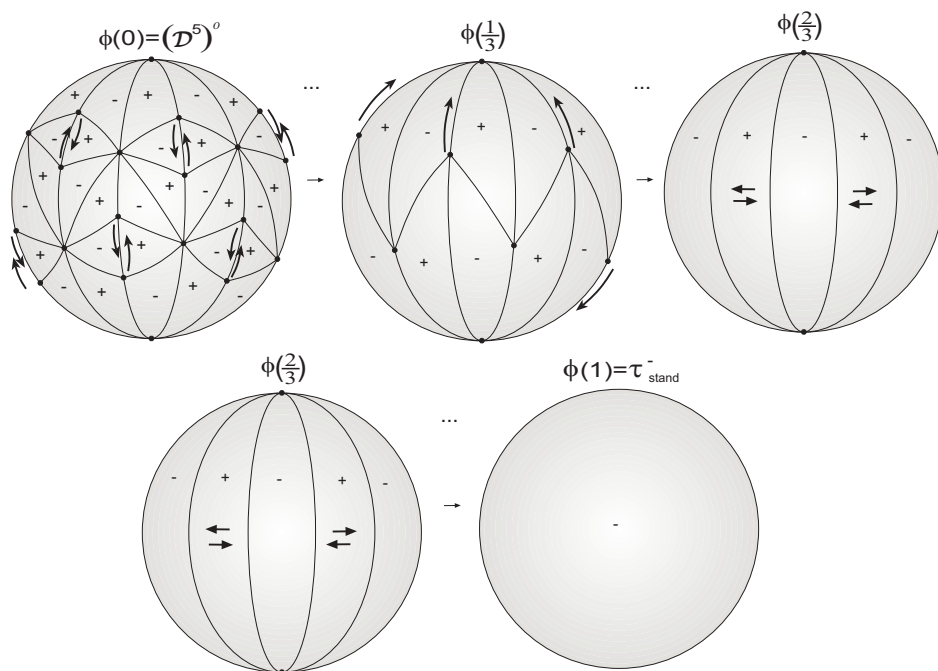 ϕ(0)=(𝒟⁵)ᵒ
ϕ(1/3)
ϕ(2/3)
...
...
+ - + - +
- + - + -
+ - + - + -
- + - + - +
- + - +
+ - + - + -
+ - + - +
+ - + - +
- + - + -
ϕ(2/3)
ϕ(1)=τ⁻stand
...
- + - + -
-